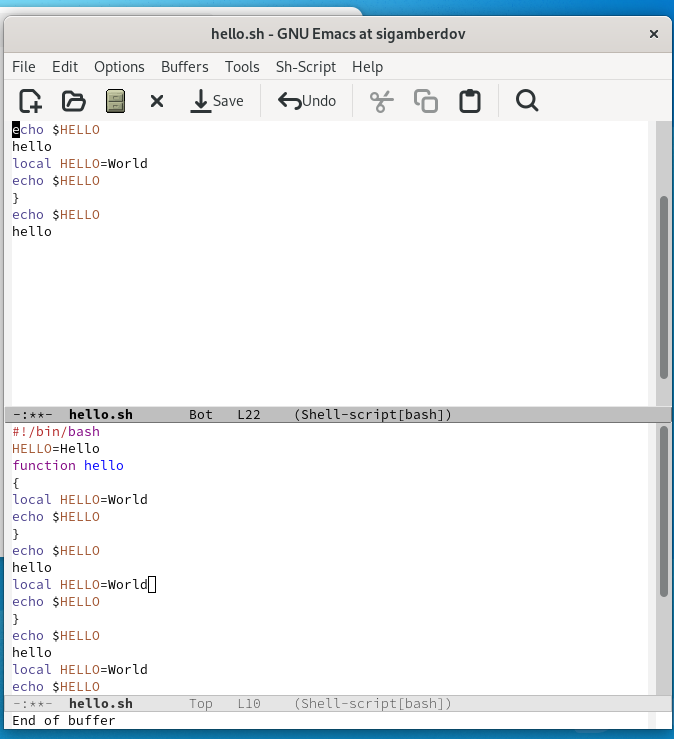 hello.sh - GNU Emacs at sigamberdov
File Edit Options Buffers Tools Sh-Script Help
Save Undo
echo $HELLO
hello
local HELLO=World
echo $HELLO
}
echo $HELLO
hello
-:**- hello.sh Bot L22 (Shell-script[bash])
#!/bin/bash
HELLO=Hello
function hello
{
local HELLO=World
echo $HELLO
}
echo $HELLO
hello
local HELLO=World
echo $HELLO
}
echo $HELLO
hello
local HELLO=World
echo $HELLO
-:**- hello.sh Top L10 (Shell-script[bash])
End of buffer